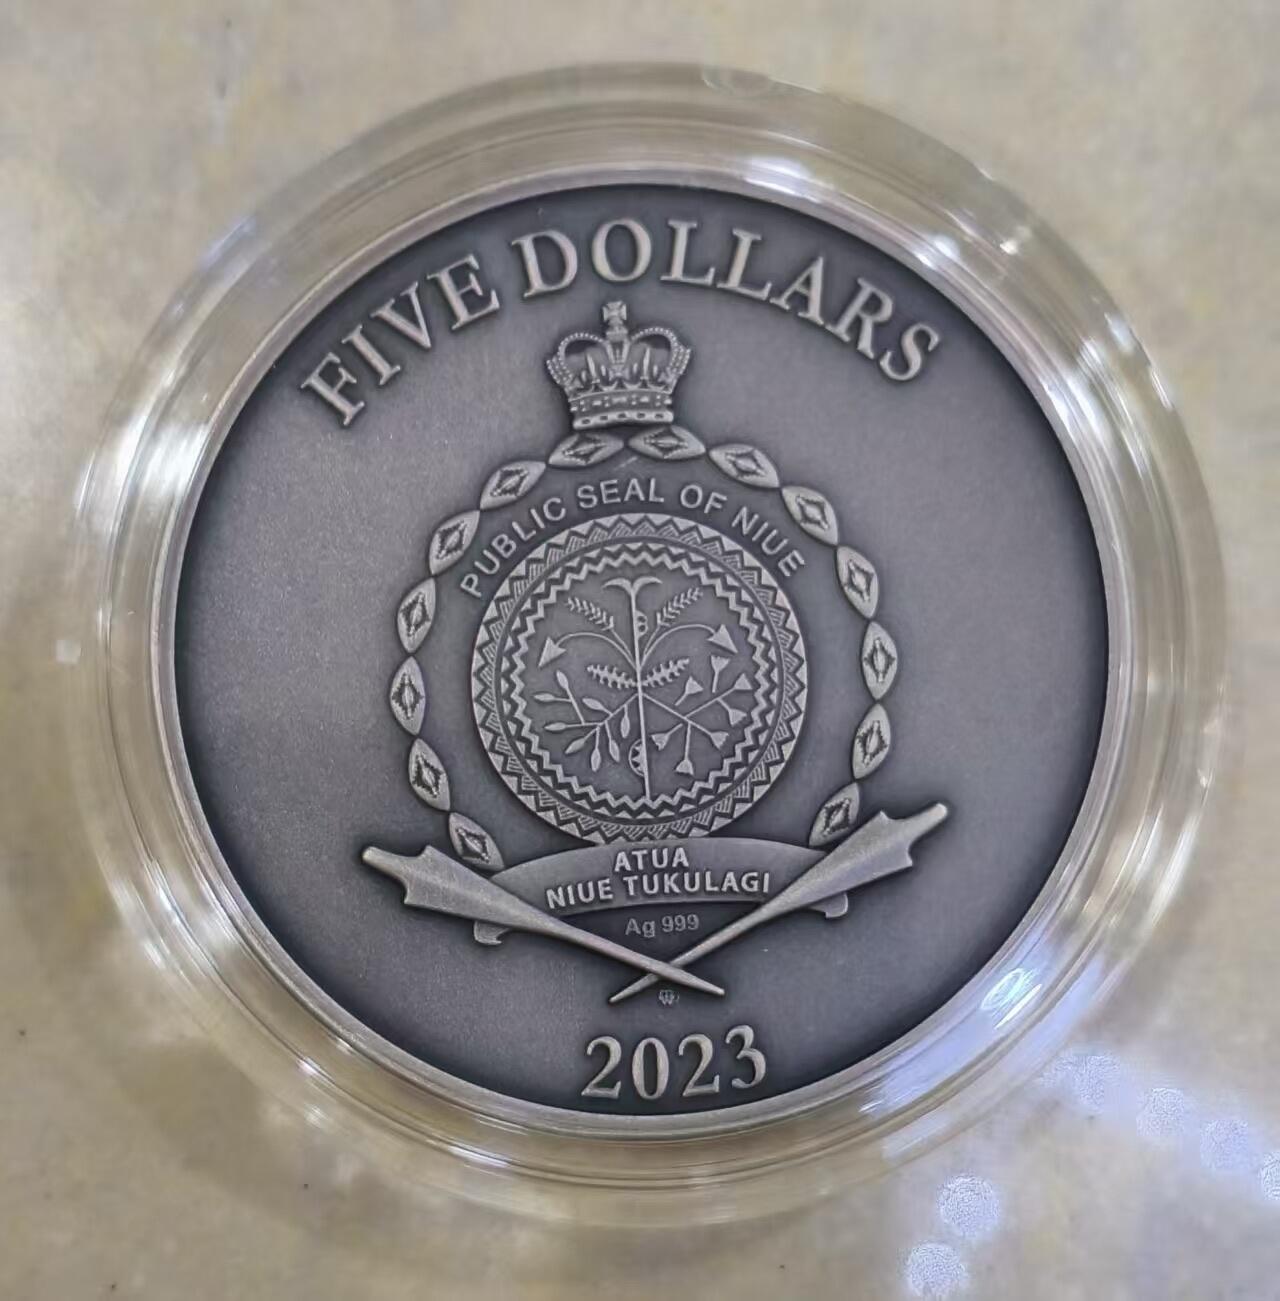 FIVE DOLLARS
PUBLIC SEAL OF NIUE
ATUA
NIUE TUKULAGI
Ag 999
2023